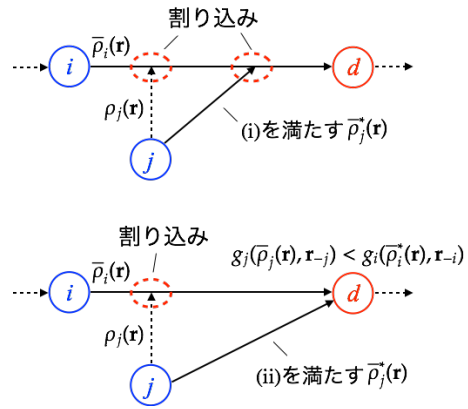 割り込み
ρ̅ᵢ(r)
i
d
ρⱼ(r)
(i)を満たす ρ̅*ⱼ(r)
j
割り込み
gⱼ(ρ̅ⱼ(r), r₋ⱼ) < gᵢ(ρ̅*ᵢ(r), r₋ᵢ)
ρ̅ᵢ(r)
i
d
ρⱼ(r)
(ii)を満たす ρ̅*ⱼ(r)
j